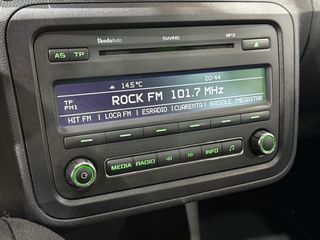 SkodaAuto SWING MP3
AS TP
14.5°C 20:44
TP
FM1
ROCK FM 101.7 MHz
HIT FM | LOCA FM | ESRADIO | CUARENTA | RADIOLE | MEGASTAR
MEDIA RADIO INFO